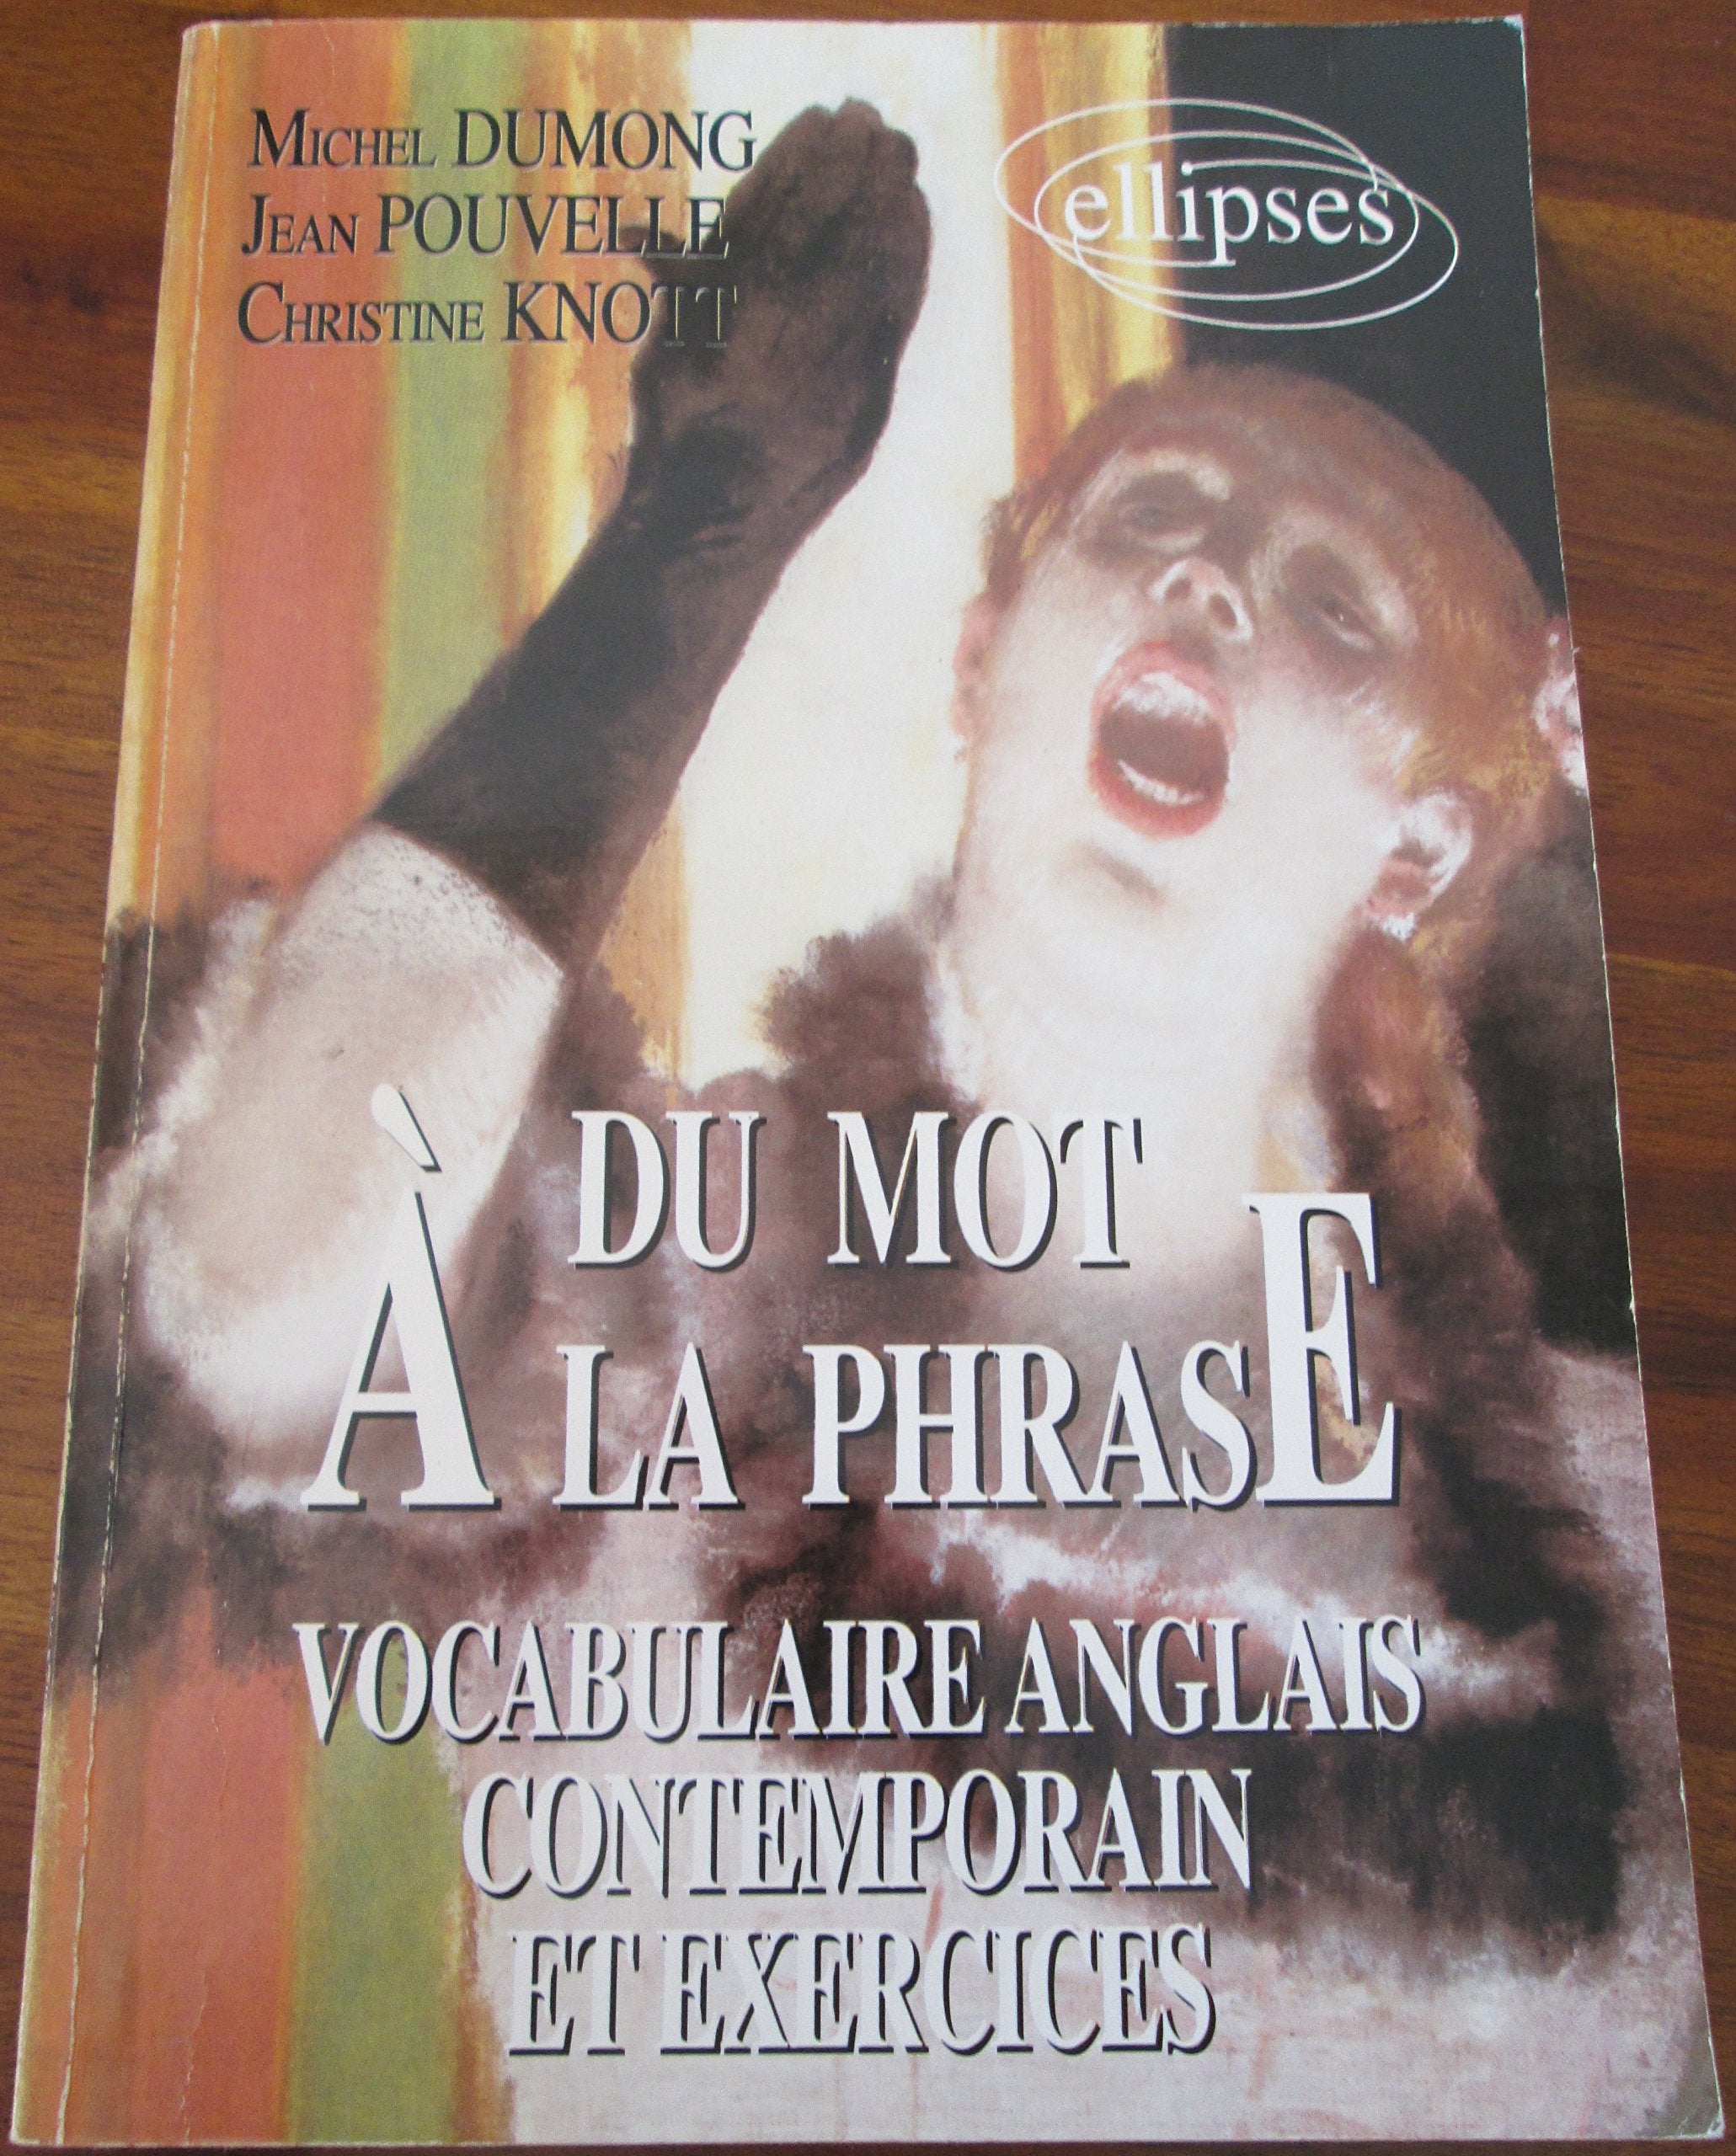 MICHEL DUMONG
JEAN POUVELLE
CHRISTINE KNOTT
ellipses
DU MOT
À LA PHRASE
VOCABULAIRE ANGLAIS
CONTEMPORAIN
ET EXERCICES